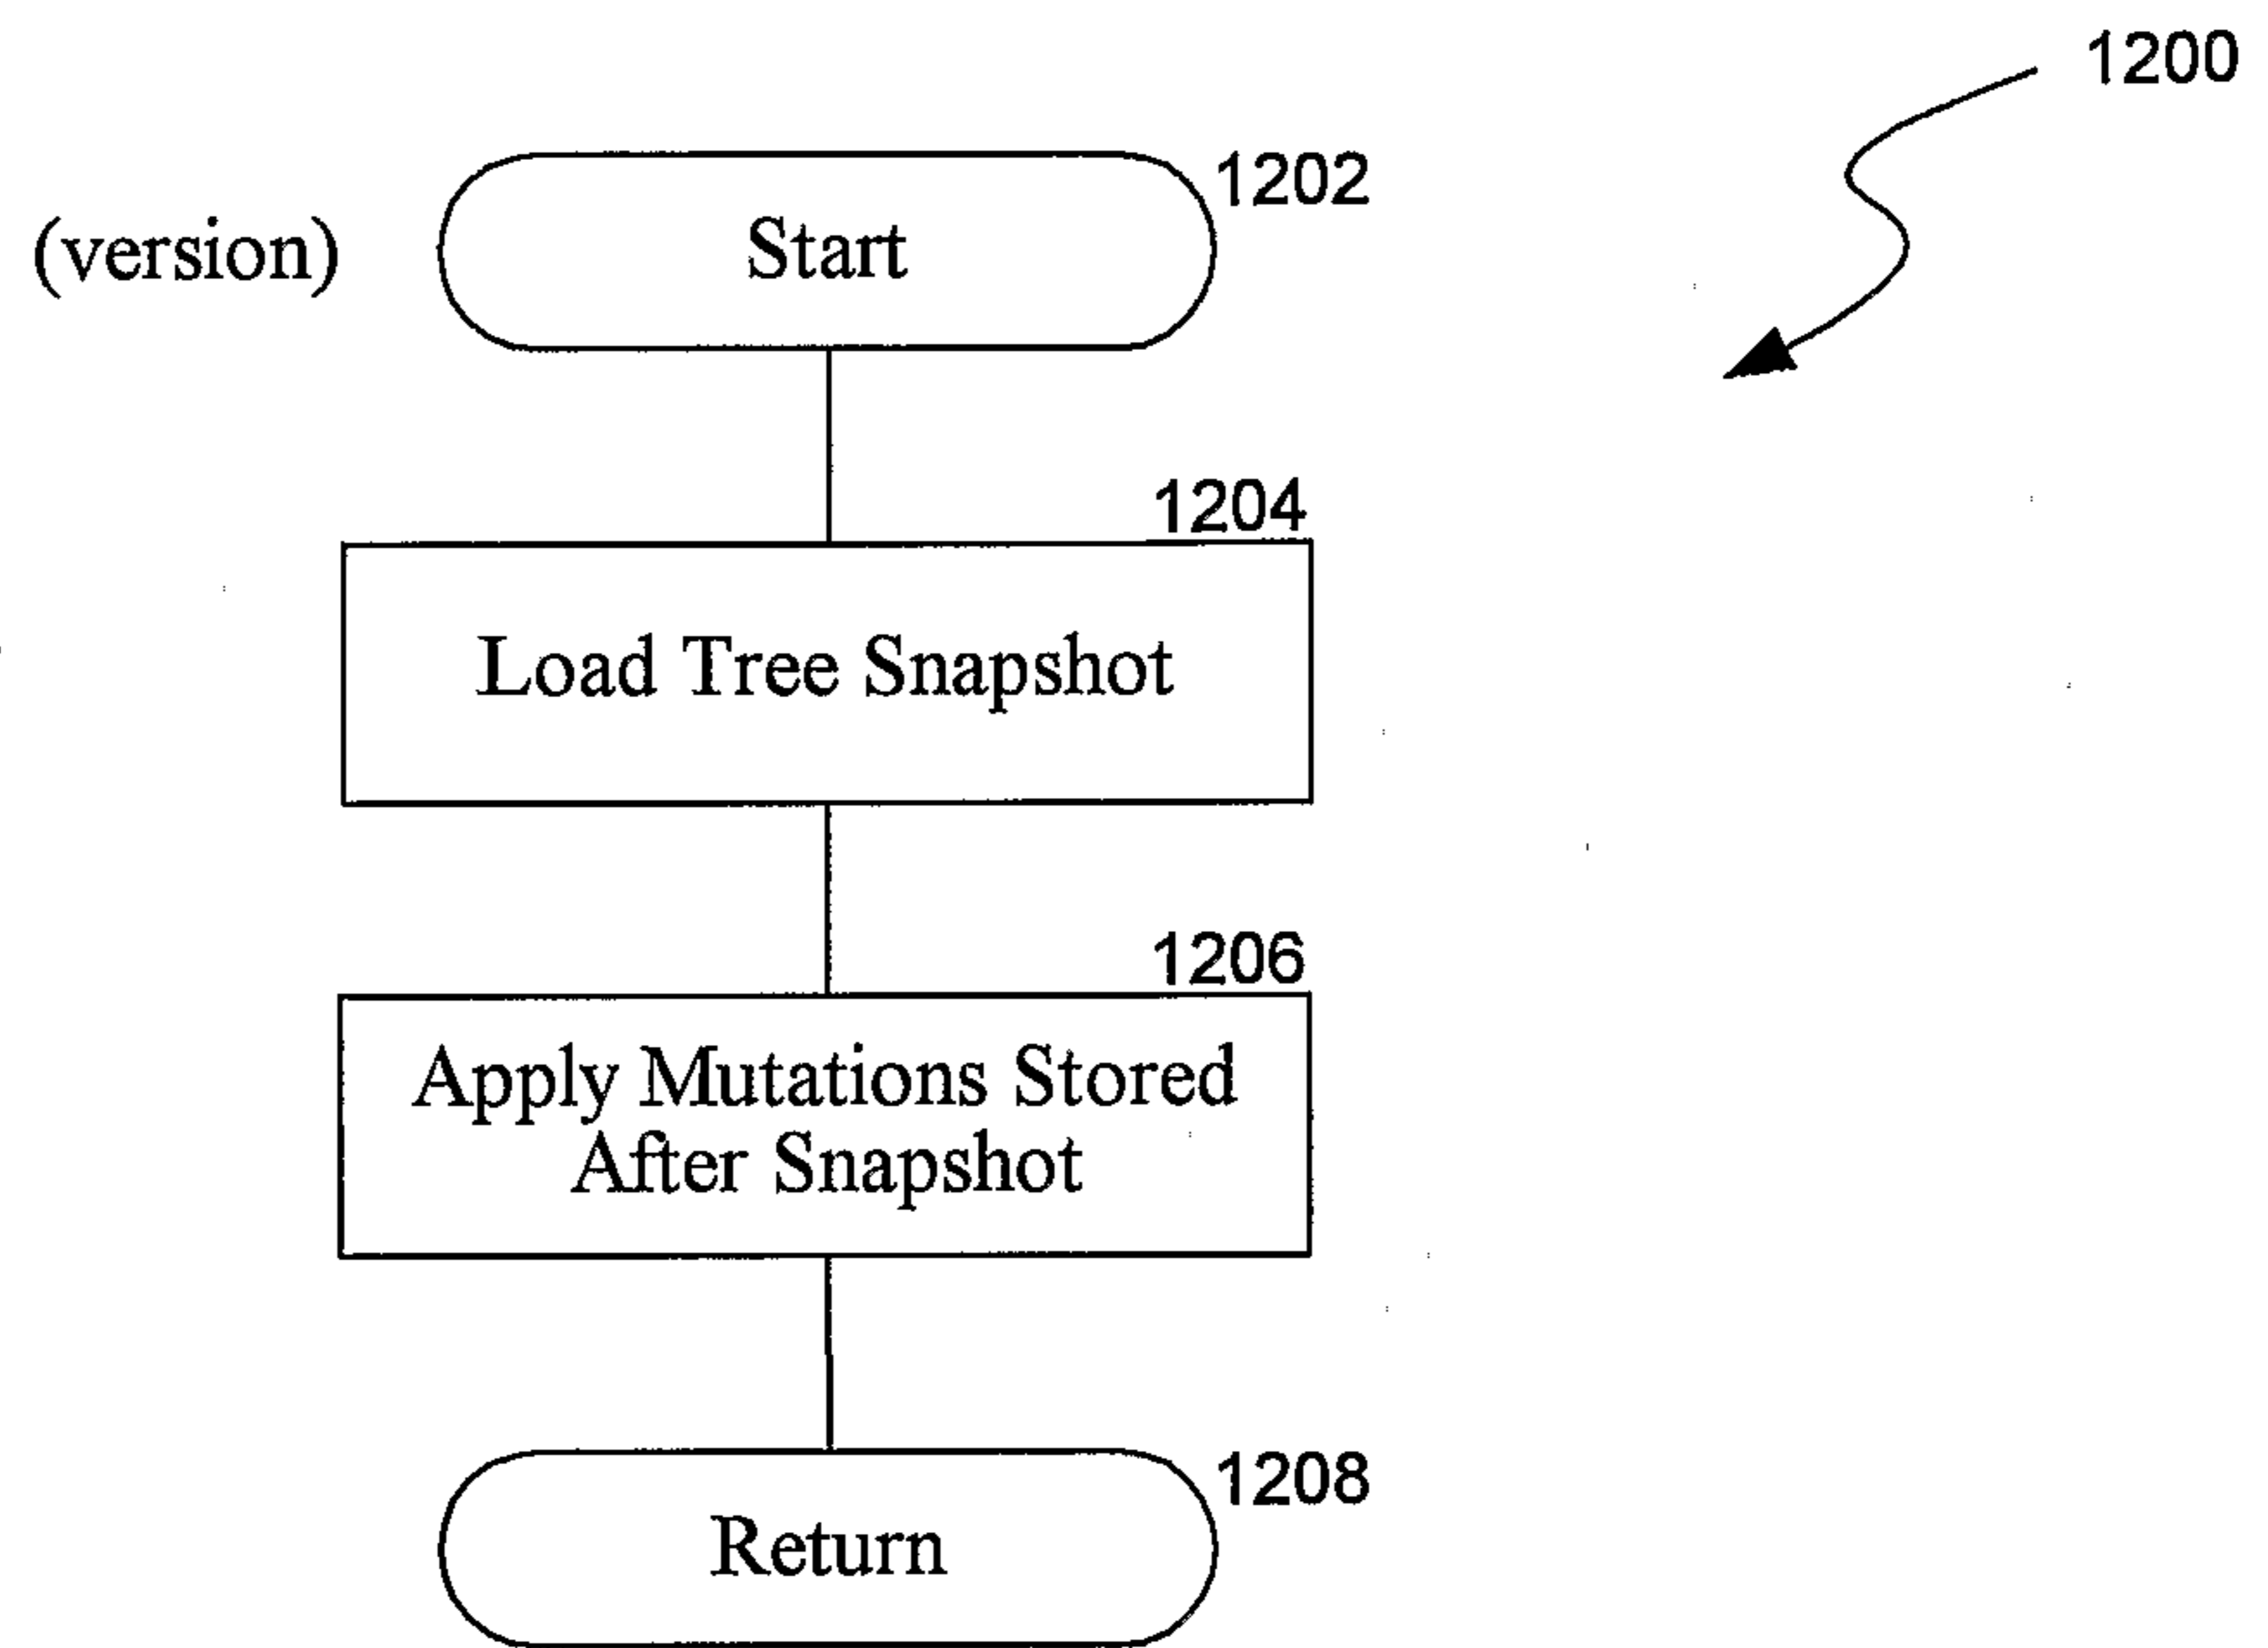 1200
1202
(version)
Start
1204
Load Tree Snapshot
1206
Apply Mutations Stored
After Snapshot
1208
Return